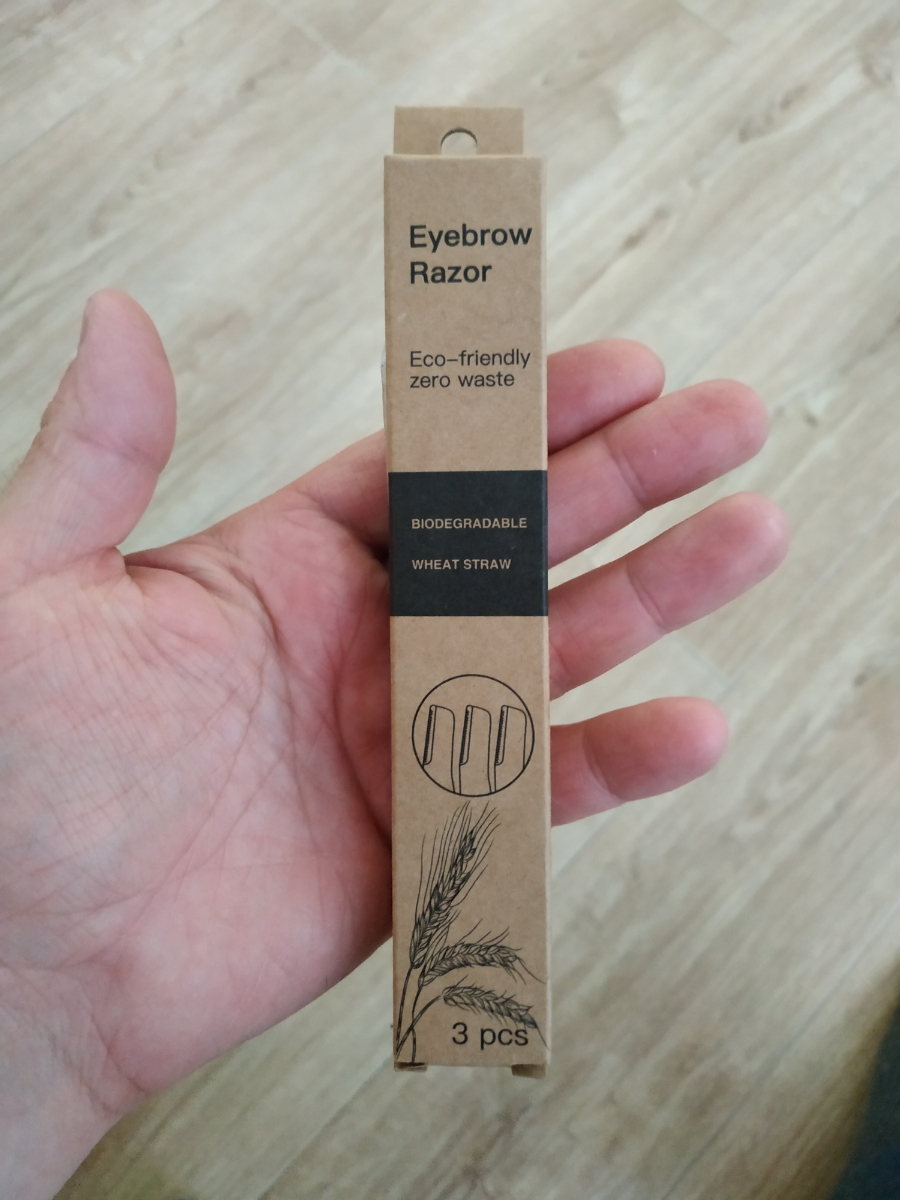 Eyebrow
Razor
Eco-friendly
zero waste
BIODEGRADABLE
WHEAT STRAW
3 pcs